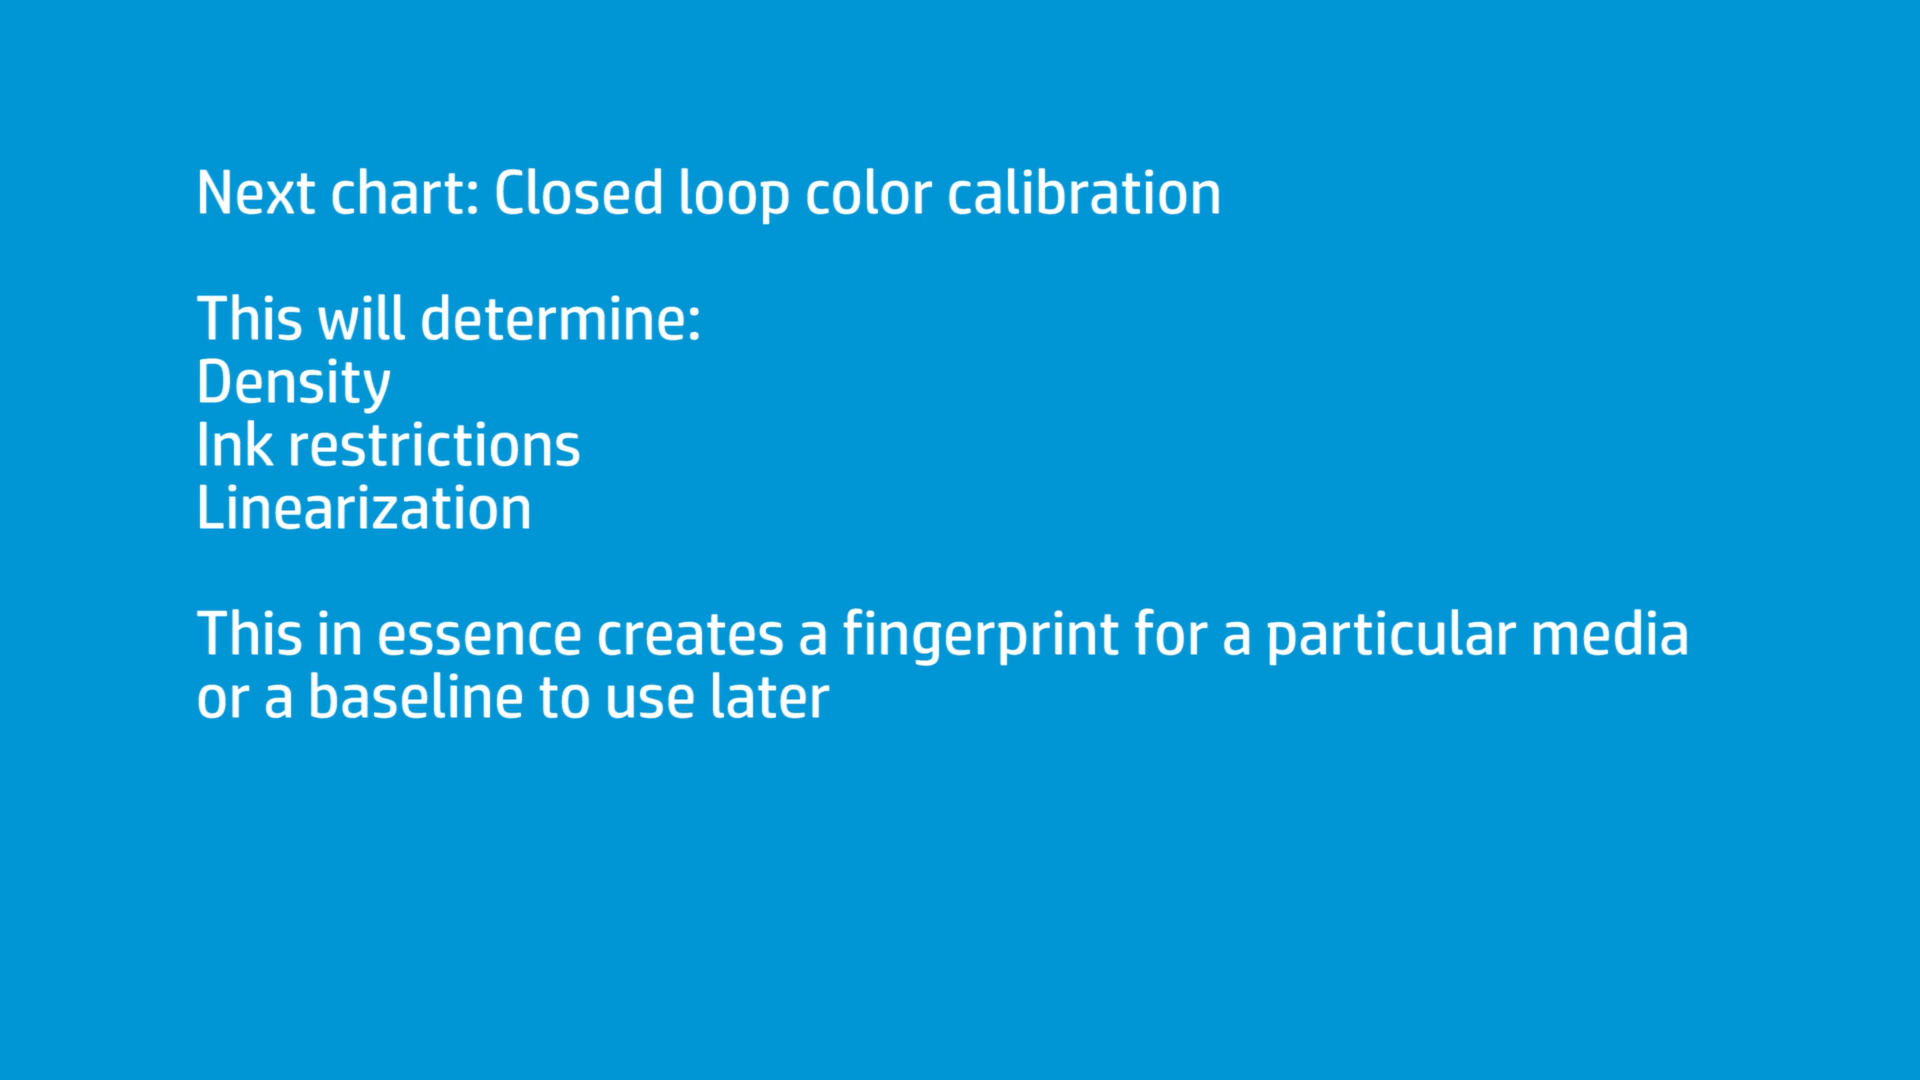 Next chart: Closed loop color calibration
This will determine:
Density
Ink restrictions
Linearization
This in essence creates a fingerprint for a particular media
or a baseline to use later